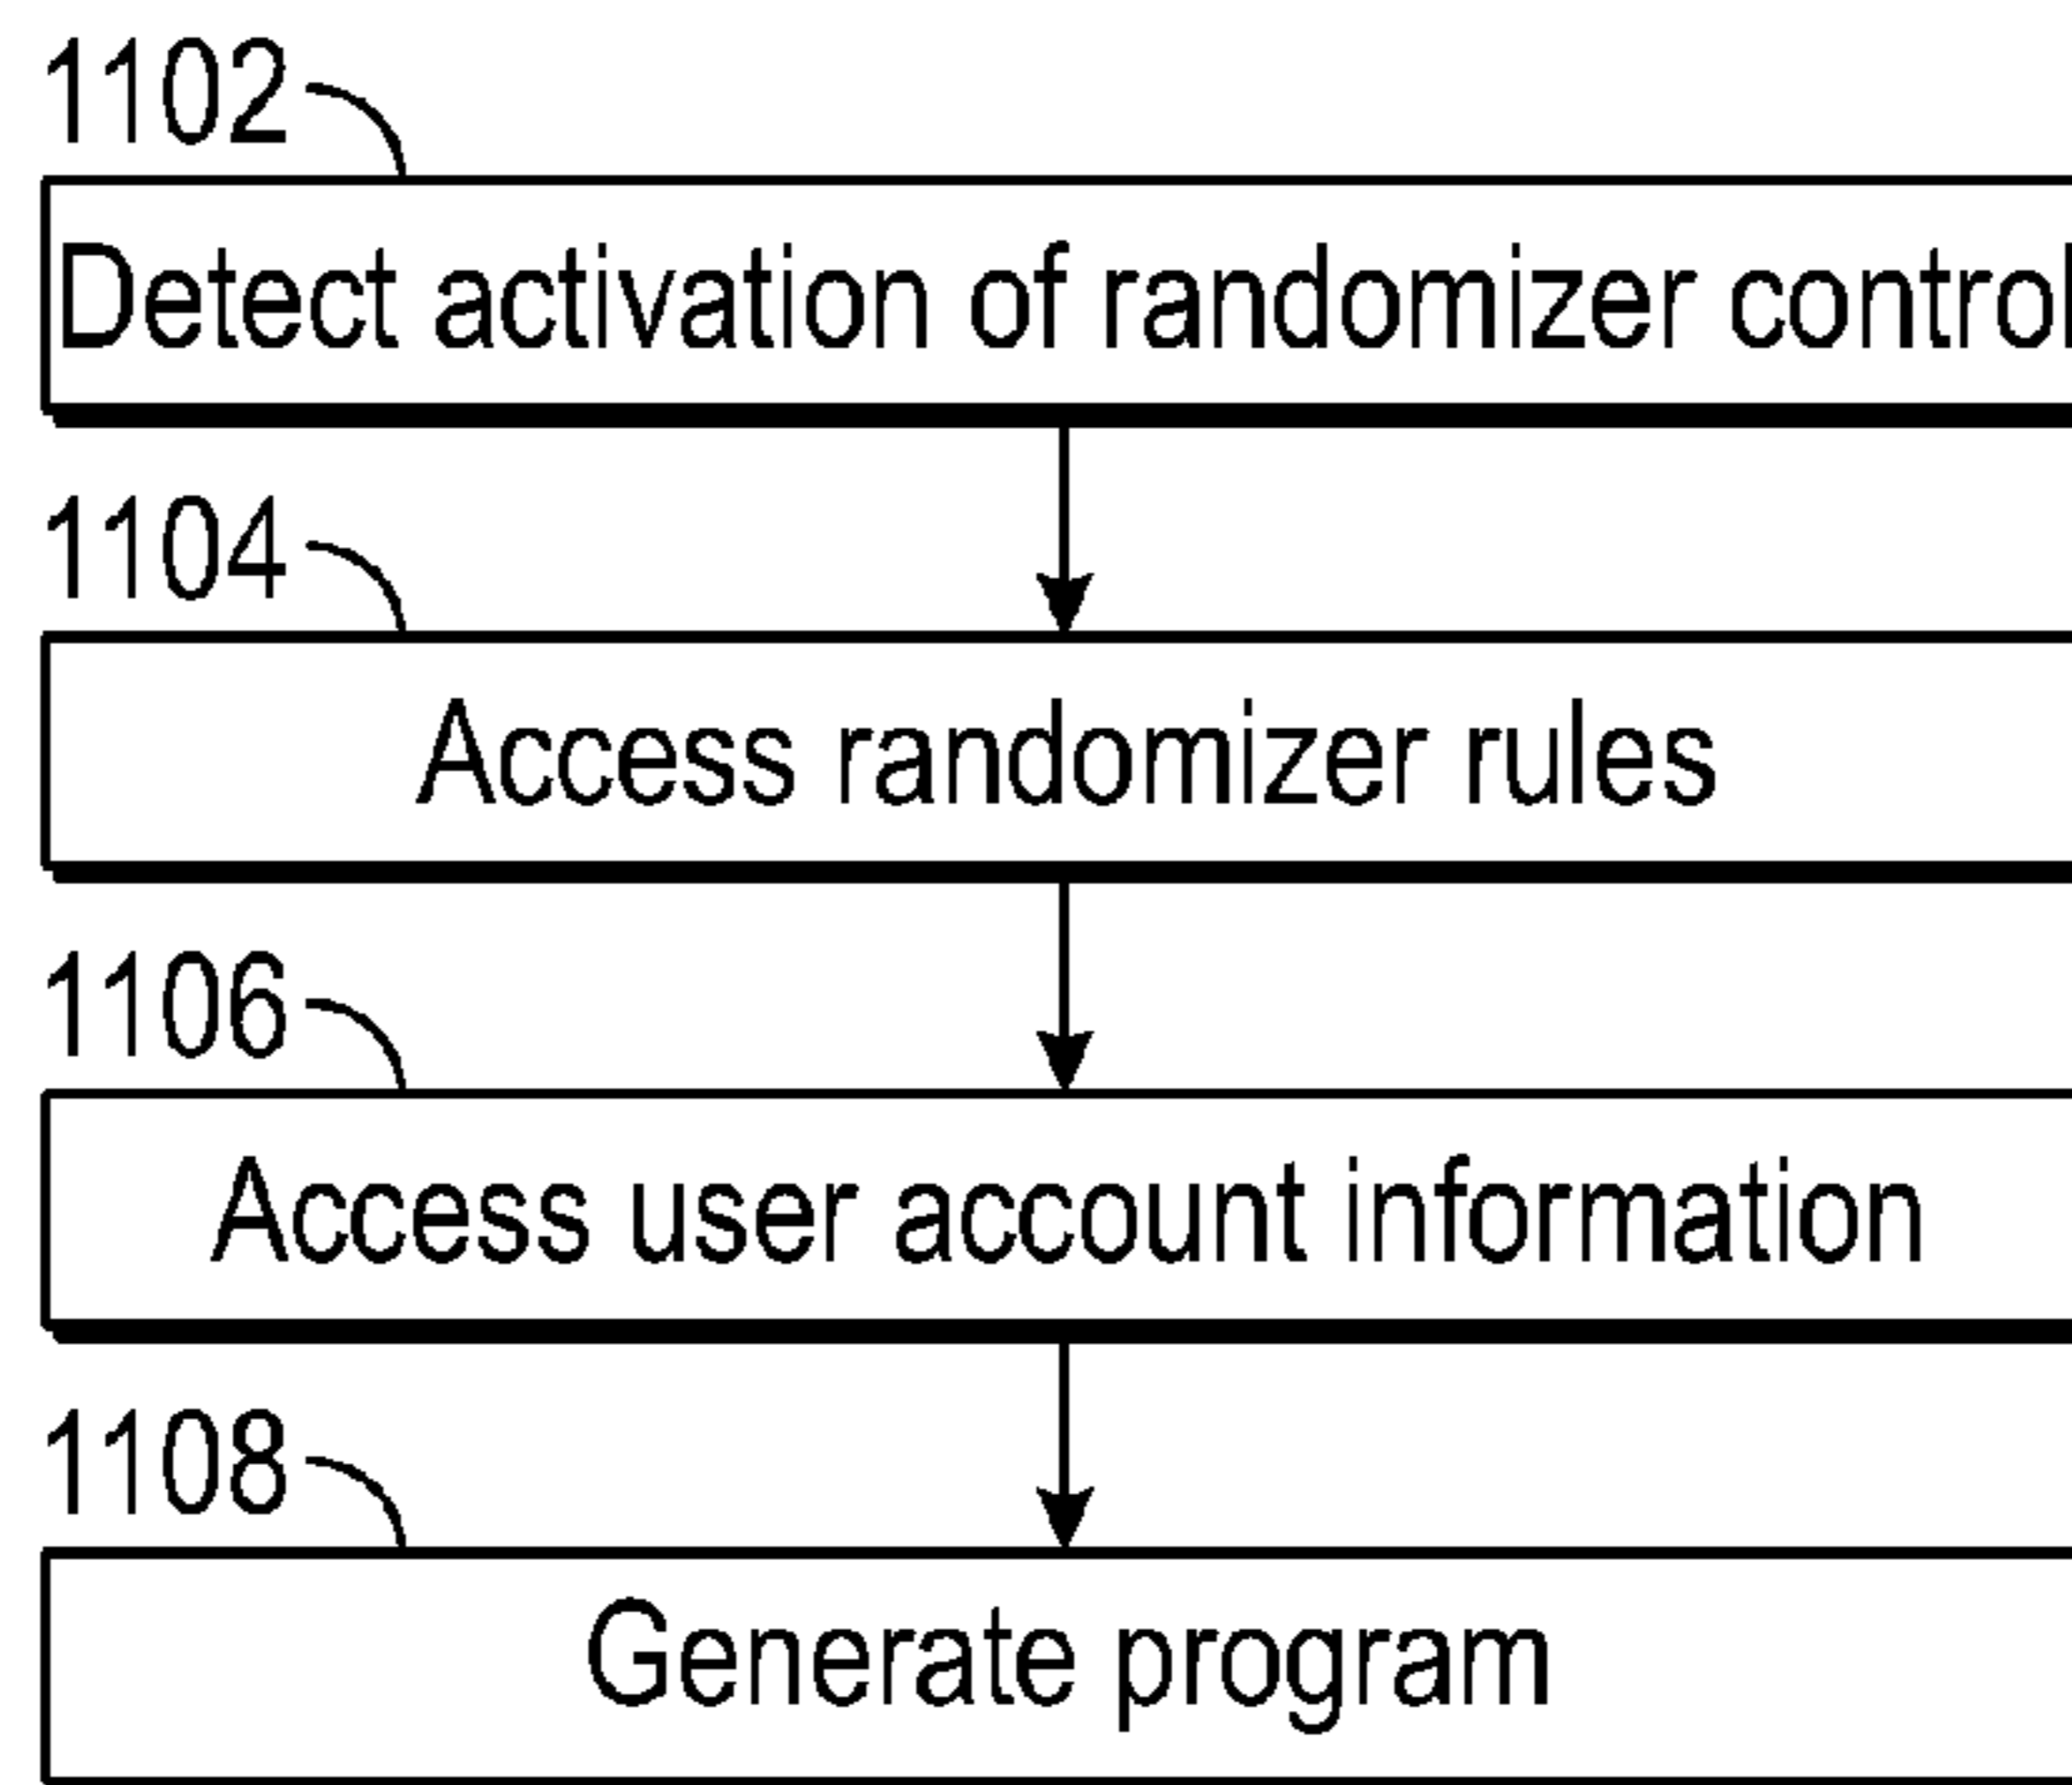 1102
Detect activation of randomizer control
1104
Access randomizer rules
1106
Access user account information
1108
Generate program